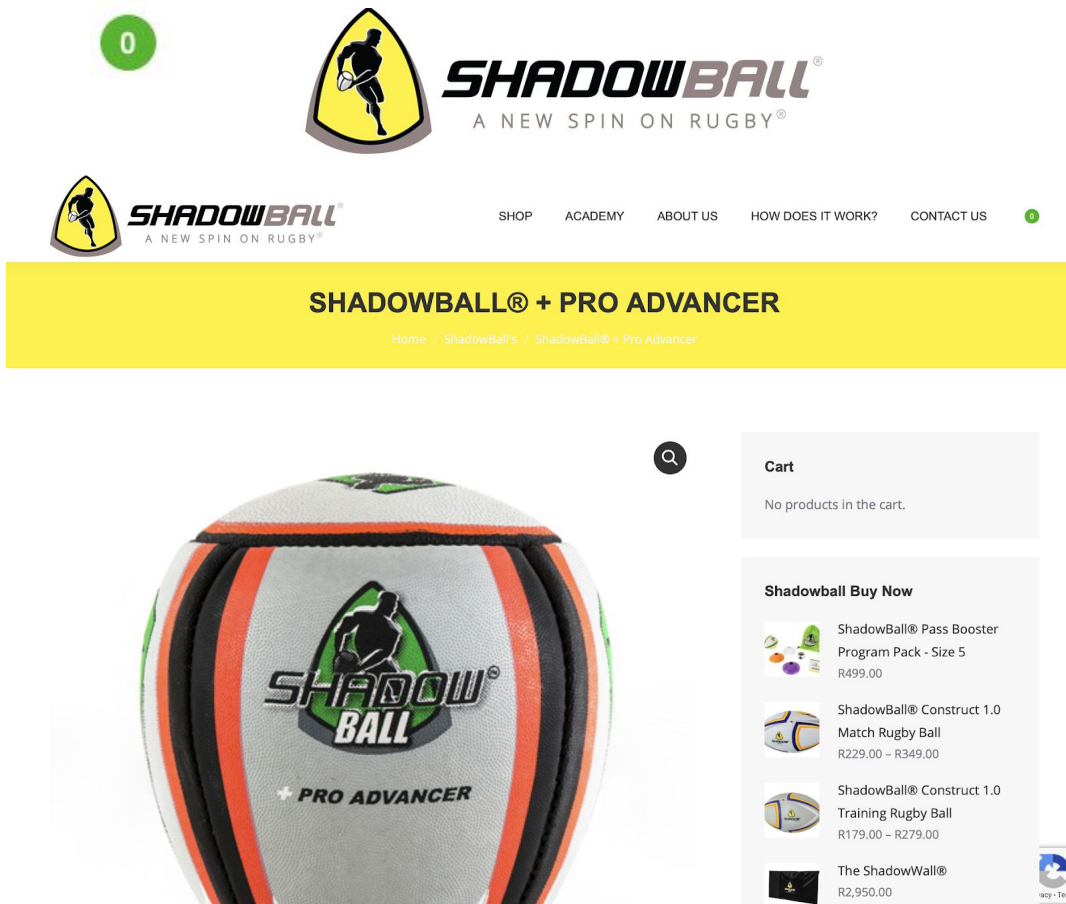 0
SHADOWBALL®
A NEW SPIN ON RUGBY®
SHADOWBALL®
A NEW SPIN ON RUGBY®
SHOP ACADEMY ABOUT US HOW DOES IT WORK? CONTACT US 0
SHADOWBALL® + PRO ADVANCER
Home / ShadowBall's / ShadowBall® + Pro Advancer
SHADOW®
BALL
+ PRO ADVANCER
Cart
No products in the cart.
Shadowball Buy Now
ShadowBall® Pass Booster
Program Pack - Size 5
R499.00
ShadowBall® Construct 1.0
Match Rugby Ball
R229.00 – R349.00
ShadowBall® Construct 1.0
Training Rugby Ball
R179.00 – R279.00
The ShadowWall®
R2,950.00